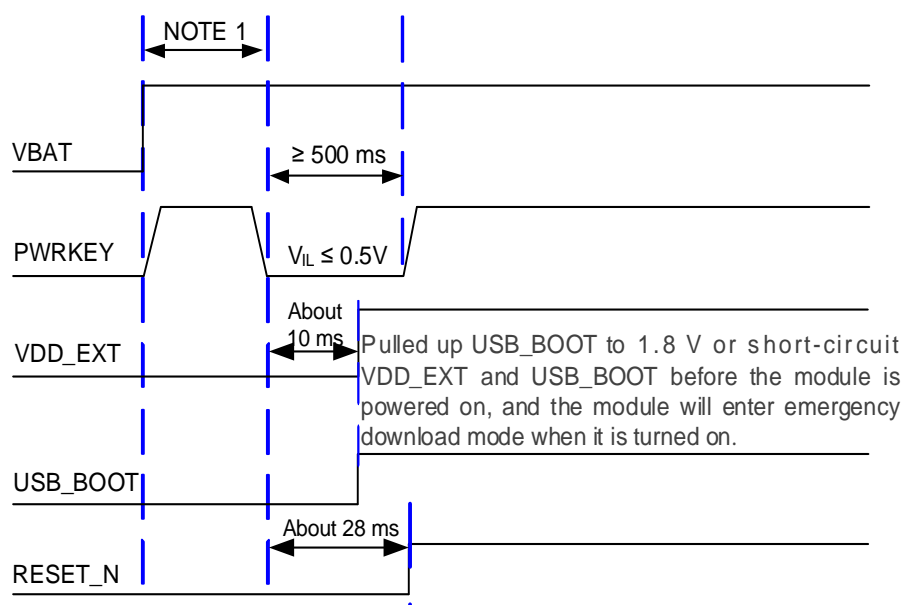 NOTE 1
VBAT
≥ 500 ms
PWRKEY
VIL ≤ 0.5V
About
10 ms
VDD_EXT
Pulled up USB_BOOT to 1.8 V or short-circuit
VDD_EXT and USB_BOOT before the module is
powered on, and the module will enter emergency
download mode when it is turned on.
USB_BOOT
About 28 ms
RESET_N